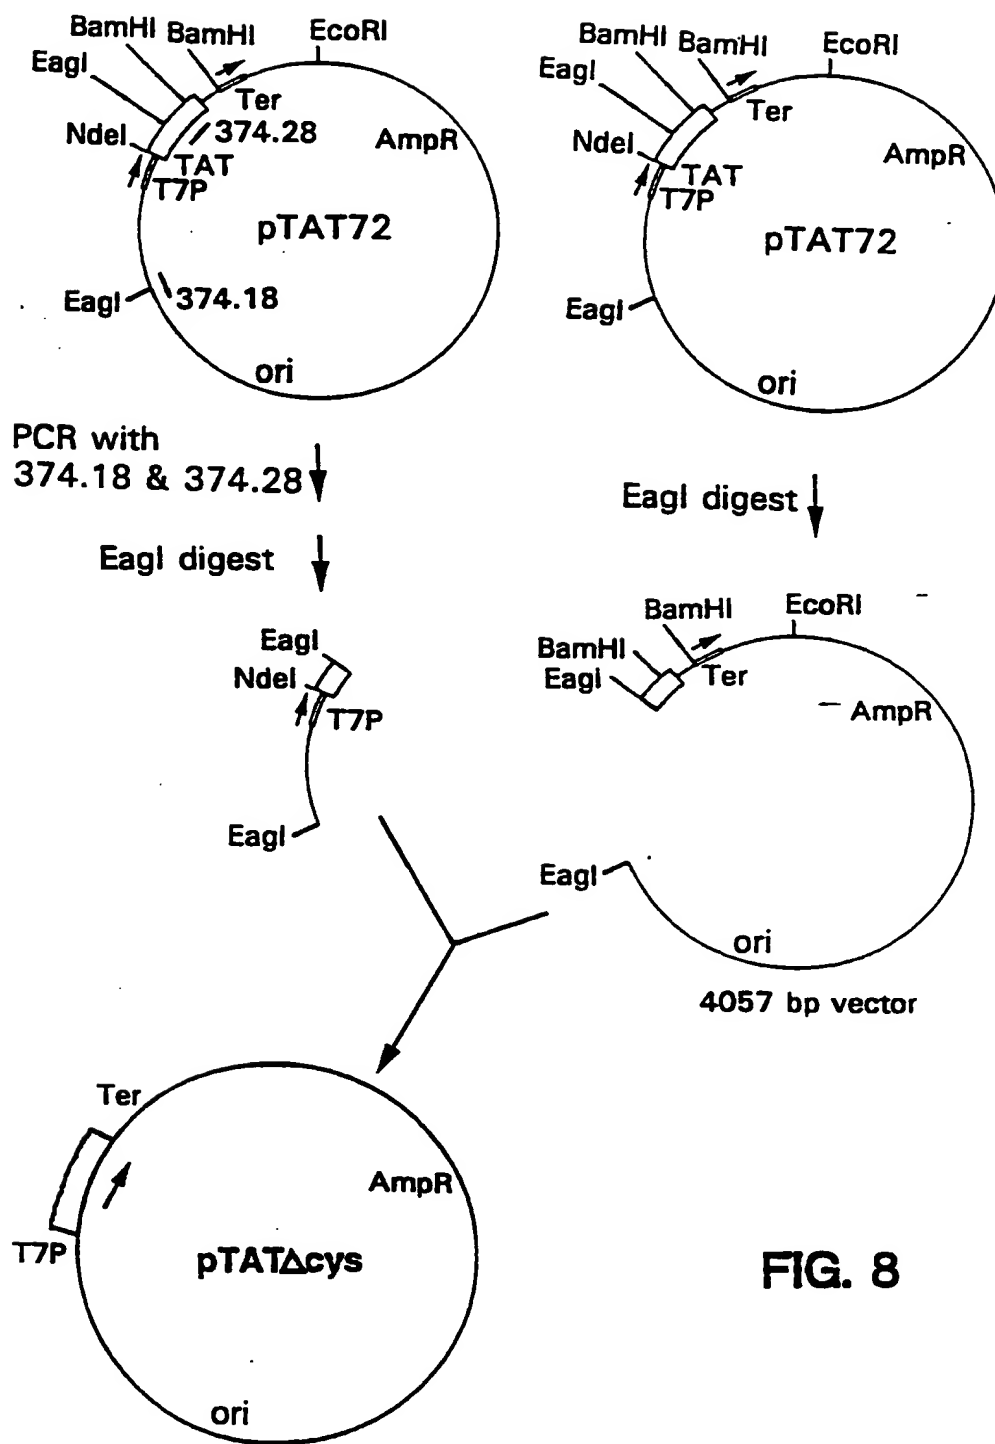 BamHI
BamHI
EcoRI
EagI
Ter
NdeI
374.28
AmpR
TAT
T7P
pTAT72
EagI
374.18
ori
BamHI
BamHI
EcoRI
EagI
Ter
NdeI
AmpR
TAT
T7P
pTAT72
EagI
ori
PCR with
374.18 & 374.28
EagI digest
EagI digest
EagI
NdeI
T7P
EagI
BamHI
EcoRI
BamHI
EagI
Ter
AmpR
EagI
ori
4057 bp vector
Ter
AmpR
T7P
pTATΔcys
ori
FIG. 8